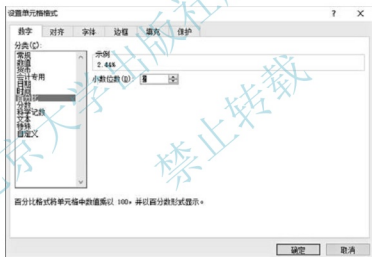 设置单元格格式
? X
数字 对齐 字体 边框 填充 保护
分类(C):
常规
数值
货币
会计专用
日期
时间
百分比
分数
科学记数
文本
特殊
自定义
示例
2.44%
小数位数(D):
百分比格式将单元格中数值乘以 100，并以百分数形式显示。
确定 取消
禁止转载